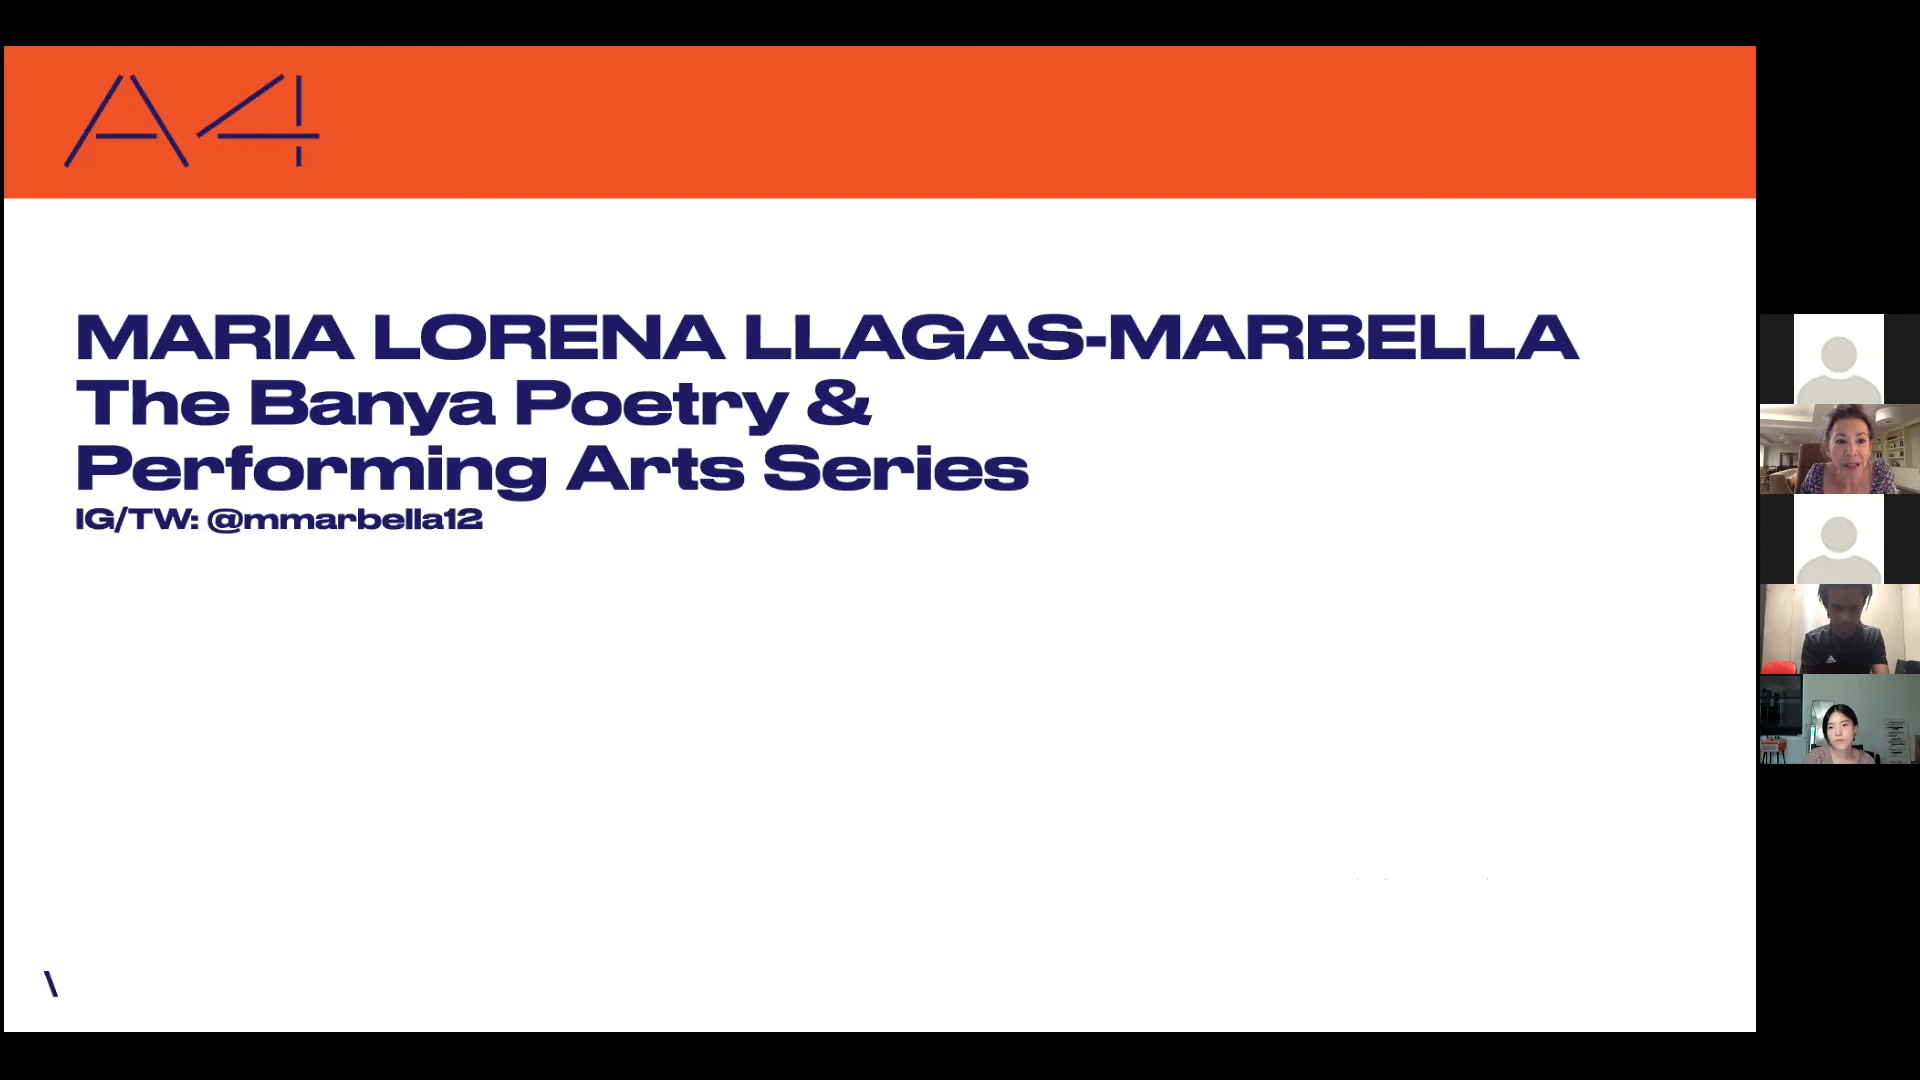 A4
MARIA LORENA LLAGAS-MARBELLA
The Banya Poetry &
Performing Arts Series
IG/TW: @mmarbella12
\